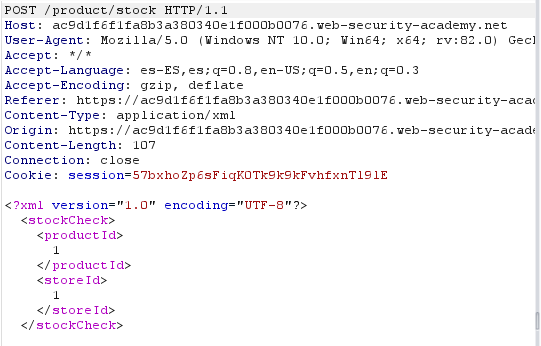 POST /product/stock HTTP/1.1
Host: ac9d1f6f1fa8b3a380340e1f000b0076.web-security-academy.net
User-Agent: Mozilla/5.0 (Windows NT 10.0; Win64; x64; rv:82.0) Geck
Accept: */*
Accept-Language: es-ES,es;q=0.8,en-US;q=0.5,en;q=0.3
Accept-Encoding: gzip, deflate
Referer: https://ac9d1f6f1fa8b3a380340e1f000b0076.web-security-acad
Content-Type: application/xml
Origin: https://ac9d1f6f1fa8b3a380340e1f000b0076.web-security-acade
Content-Length: 107
Connection: close
Cookie: session=57bxhoZp6sFiqKOTk9k9kFvhfxnTl9lE
<?xml version="1.0" encoding="UTF-8"?>
<stockCheck>
<productId>
1
</productId>
<storeId>
1
</storeId>
</stockCheck>